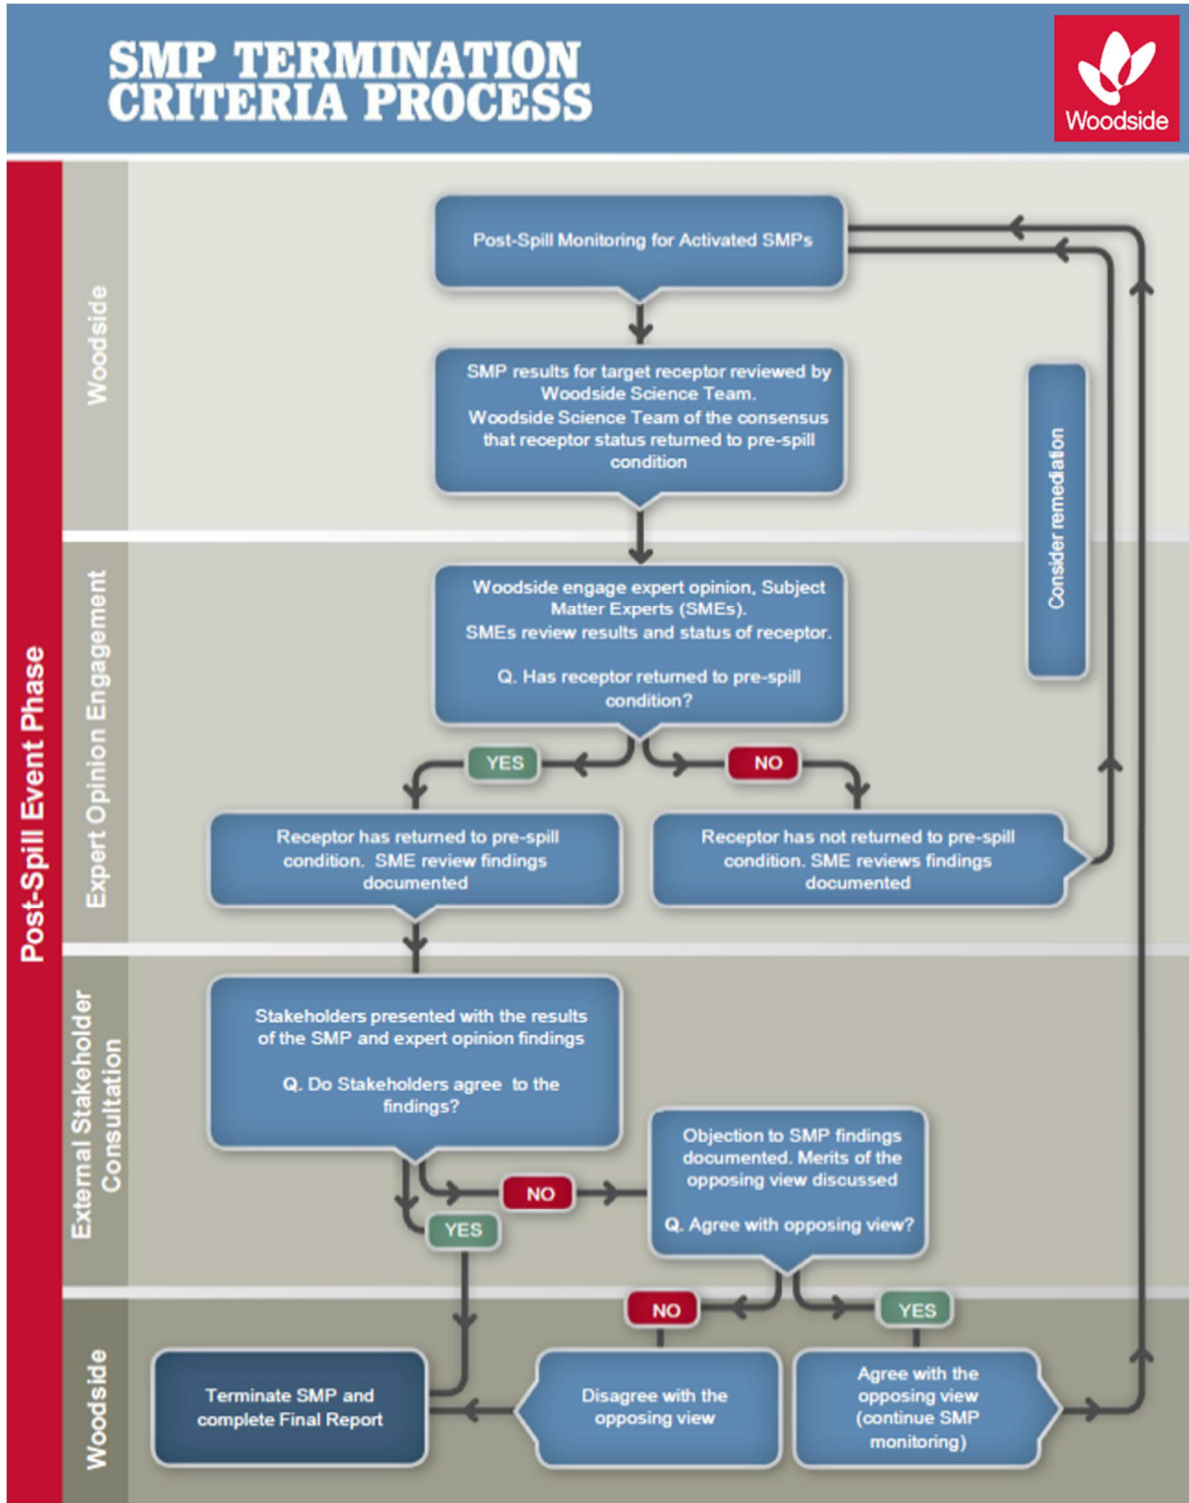 SMP TERMINATION
CRITERIA PROCESS
Woodside
Post-Spill Event Phase
Woodside
Post-Spill Monitoring for Activated SMPs
SMP results for target receptor reviewed by
Woodside Science Team.
Woodside Science Team of the consensus
that receptor status returned to pre-spill
condition
Consider remediation
Expert Opinion Engagement
Woodside engage expert opinion, Subject
Matter Experts (SMEs).
SMEs review results and status of receptor.
Q. Has receptor returned to pre-spill
condition?
YES
NO
Receptor has returned to pre-spill
condition. SME review findings
documented
Receptor has not returned to pre-spill
condition. SME reviews findings
documented
External Stakeholder
Consultation
Stakeholders presented with the results
of the SMP and expert opinion findings
Q. Do Stakeholders agree to the
findings?
NO
YES
Objection to SMP findings
documented. Merits of the
opposing view discussed
Q. Agree with opposing view?
NO
YES
Woodside
Terminate SMP and
complete Final Report
Disagree with the
opposing view
Agree with the
opposing view
(continue SMP
monitoring)